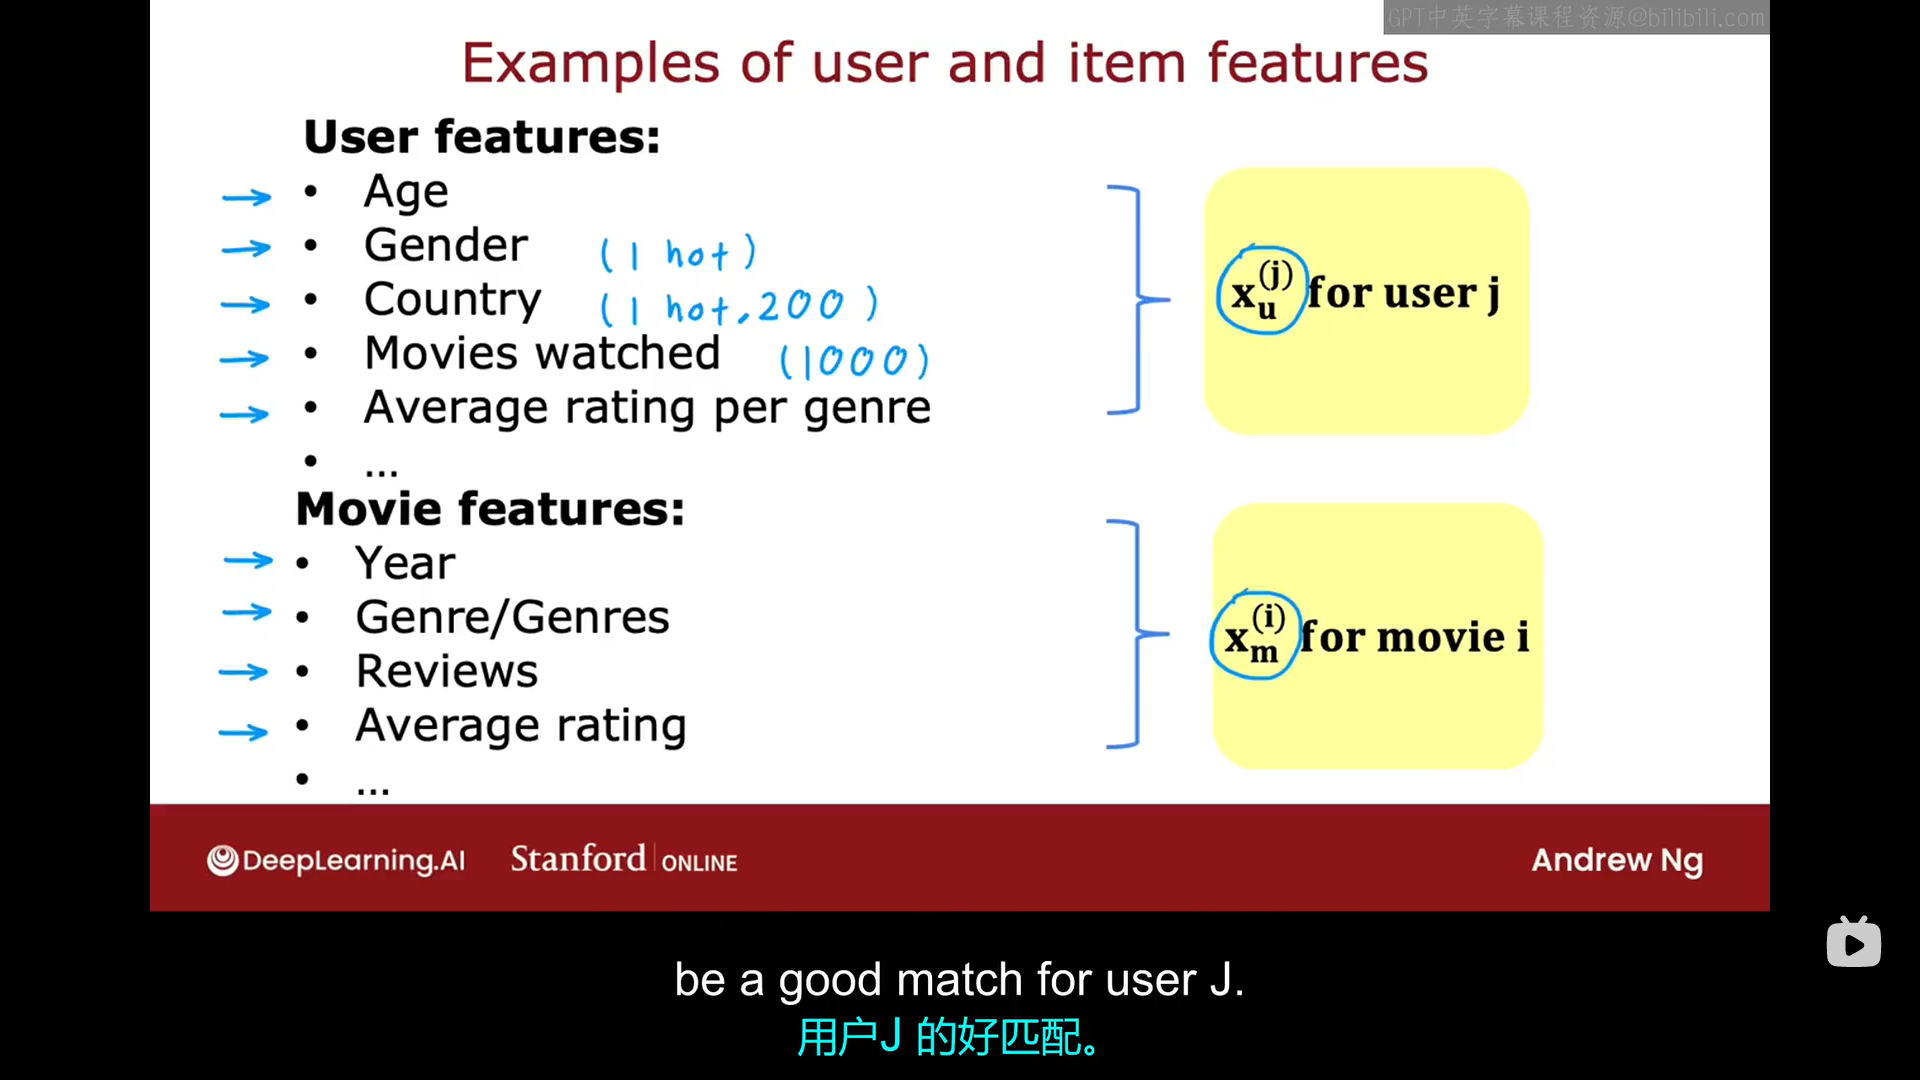 GPT中英字幕课程资源@bilibili.com
Examples of user and item features
User features:
• Age
• Gender (1 hot)
• Country (1 hot, 200)
• Movies watched (1000)
• Average rating per genre
• ...
x_u^(j) for user j
Movie features:
• Year
• Genre/Genres
• Reviews
• Average rating
• ...
x_m^(i) for movie i
DeepLearning.AI Stanford ONLINE Andrew Ng
be a good match for user J.
用户J 的好匹配。